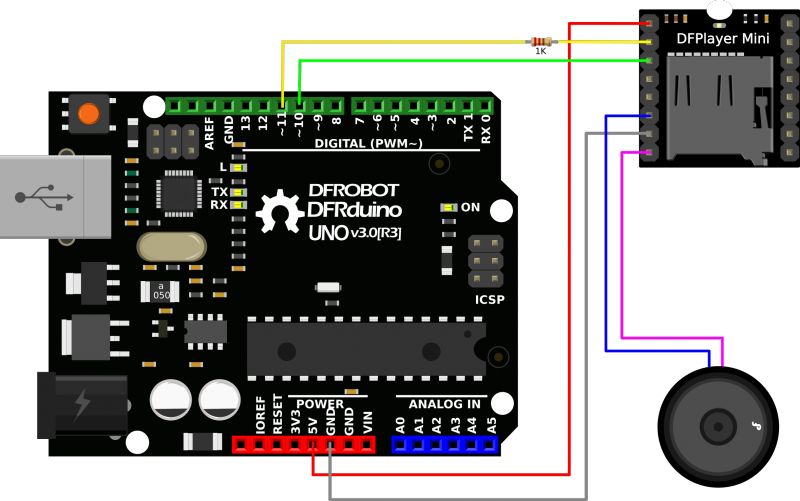 1K
DFPlayer Mini
AREF
GND
13
12
~11
~10
~9
8
7
~6
~5
4
~3
2
TX 1
RX 0
DIGITAL (PWM~)
L
TX
RX
DFROBOT
DFRduino
UNO v3.0[R3]
ON
ICSP
a
050
POWER
ANALOG IN
IOREF
RESET
3V3
5V
GND
GND
VIN
A0
A1
A2
A3
A4
A5